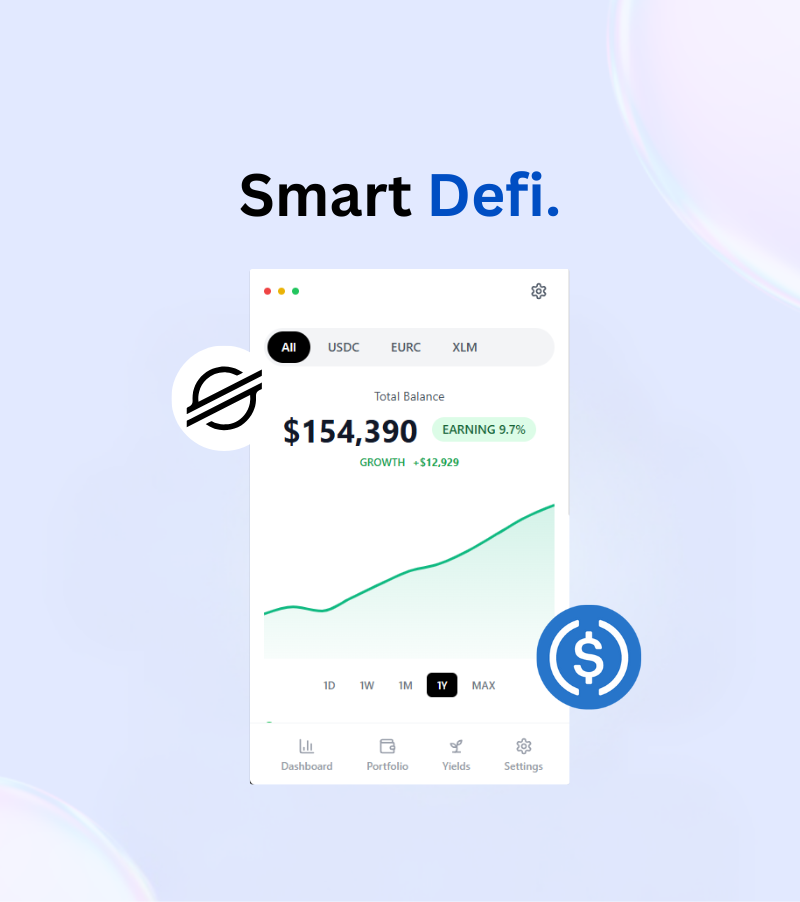 Smart Defi.
All USDC EURC XLM
Total Balance
$154,390 EARNING 9.7%
GROWTH +$12,929
$
1D 1W 1M 1Y MAX
Dashboard Portfolio Yields Settings